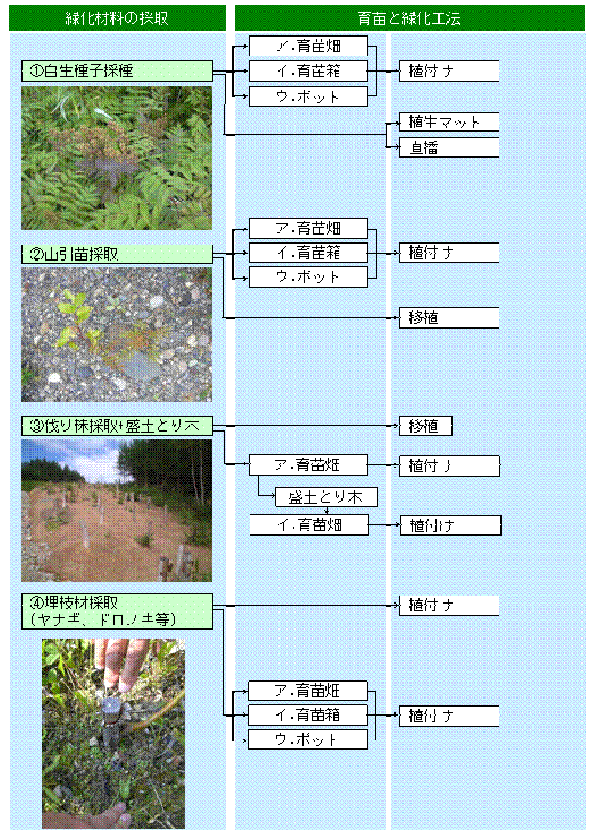 緑化材料の採取
育苗と緑化工法
①自生種子採種
ア.育苗畑
イ.育苗箱
ウ.ポット
植付け
植生マット
直播
②山引苗採取
ア.育苗畑
イ.育苗箱
ウ.ポット
植付け
移植
③伐り株採取+盛土とり木
移植
ア.育苗畑
植付け
盛土とり木
イ.育苗畑
植付け
④埋枝材採取
(ヤナギ、ドロノキ等)
植付け
ア.育苗畑
イ.育苗箱
ウ.ポット
植付け